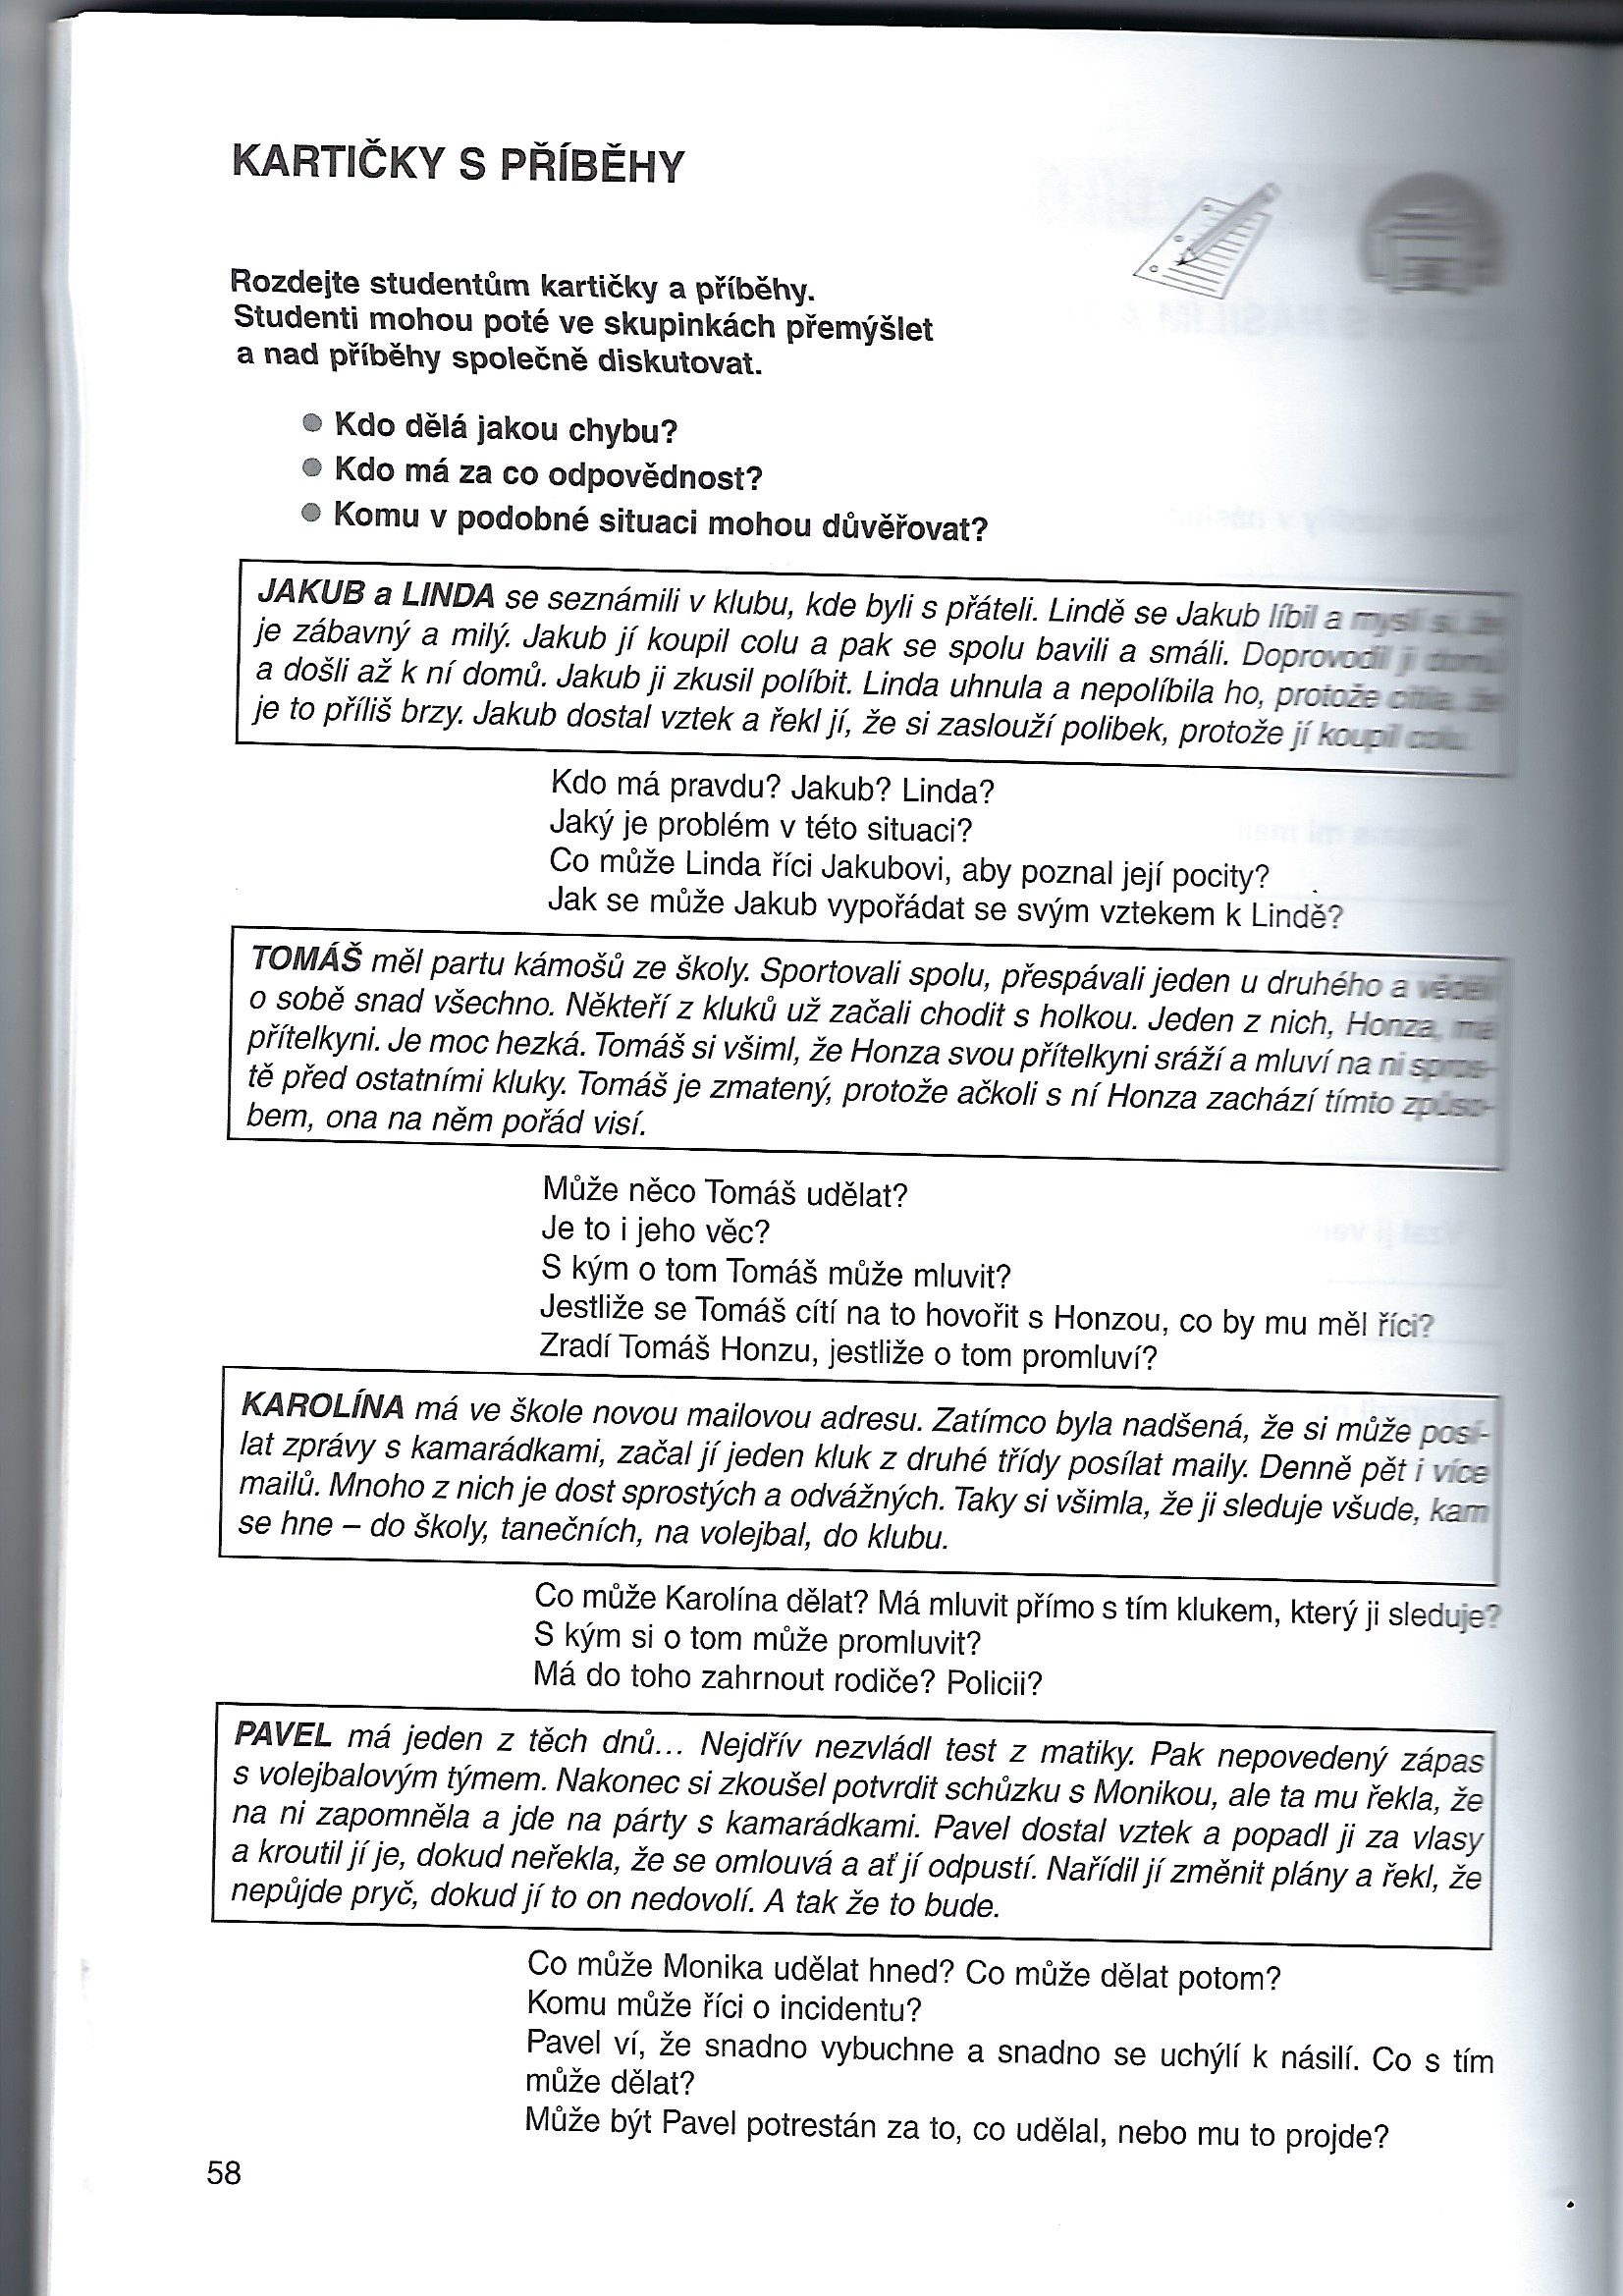 KARTIČKY S PŘÍBĚHY
Rozdejte studentům kartičky a příběhy.
Studenti mohou poté ve skupinkách přemýšlet
a nad příběhy společně diskutovat.
● Kdo dělá jakou chybu?
● Kdo má za co odpovědnost?
● Komu v podobné situaci mohou důvěřovat?
JAKUB a LINDA se seznámili v klubu, kde byli s přáteli. Lindě se Jakub líbil a myslí si, že
je zábavný a milý. Jakub jí koupil colu a pak se spolu bavili a smáli. Doprovodil ji domů
a došli až k ní domů. Jakub ji zkusil políbit. Linda uhnula a nepolíbila ho, protože cítila, že
je to příliš brzy. Jakub dostal vztek a řekl jí, že si zaslouží polibek, protože jí koupil colu.
Kdo má pravdu? Jakub? Linda?
Jaký je problém v této situaci?
Co může Linda říci Jakubovi, aby poznal její pocity?
Jak se může Jakub vypořádat se svým vztekem k Lindě?
TOMÁŠ měl partu kámošů ze školy. Sportovali spolu, přespávali jeden u druhého a věděli
o sobě snad všechno. Někteří z kluků už začali chodit s holkou. Jeden z nich, Honza, má
přítelkyni. Je moc hezká. Tomáš si všiml, že Honza svou přítelkyni sráží a mluví na ni spros-
tě před ostatními kluky. Tomáš je zmatený, protože ačkoli s ní Honza zachází tímto způso-
bem, ona na něm pořád visí.
Může něco Tomáš udělat?
Je to i jeho věc?
S kým o tom Tomáš může mluvit?
Jestliže se Tomáš cítí na to hovořit s Honzou, co by mu měl říci?
Zradí Tomáš Honzu, jestliže o tom promluví?
KAROLÍNA má ve škole novou mailovou adresu. Zatímco byla nadšená, že si může posí-
lat zprávy s kamarádkami, začal jí jeden kluk z druhé třídy posílat maily. Denně pět i více
mailů. Mnoho z nich je dost sprostých a odvážných. Taky si všimla, že ji sleduje všude, kam
se hne – do školy, tanečních, na volejbal, do klubu.
Co může Karolína dělat? Má mluvit přímo s tím klukem, který ji sleduje?
S kým si o tom může promluvit?
Má do toho zahrnout rodiče? Policii?
PAVEL má jeden z těch dnů... Nejdřív nezvládl test z matiky. Pak nepovedený zápas
s volejbalovým týmem. Nakonec si zkoušel potvrdit schůzku s Monikou, ale ta mu řekla, že
na ni zapomněla a jde na párty s kamarádkami. Pavel dostal vztek a popadl ji za vlasy
a kroutil jí je, dokud neřekla, že se omlouvá a ať jí odpustí. Nařídil jí změnit plány a řekl, že
nepůjde pryč, dokud jí to on nedovolí. A tak že to bude.
Co může Monika udělat hned? Co může dělat potom?
Komu může říci o incidentu?
Pavel ví, že snadno vybuchne a snadno se uchýlí k násilí. Co s tím
může dělat?
Může být Pavel potrestán za to, co udělal, nebo mu to projde?
58